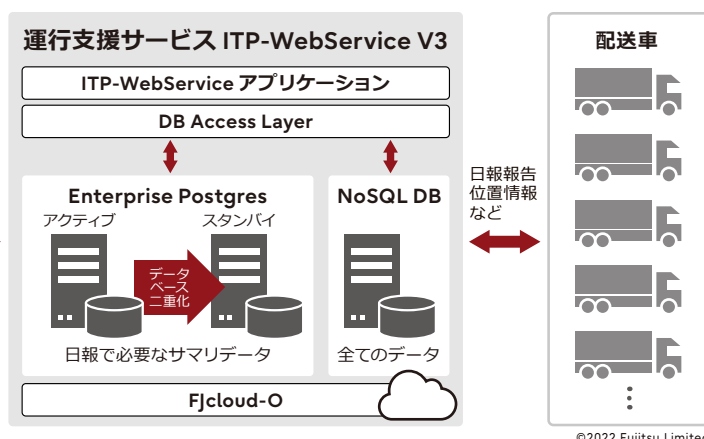 運行支援サービス ITP-WebService V3
ITP-WebService アプリケーション
DB Access Layer
Enterprise Postgres
アクティブ
スタンバイ
データ
ベース
二重化
日報で必要なサマリデータ
NoSQL DB
全てのデータ
FJcloud-O
日報報告
位置情報
など
配送車
©2022 Fujitsu Limited